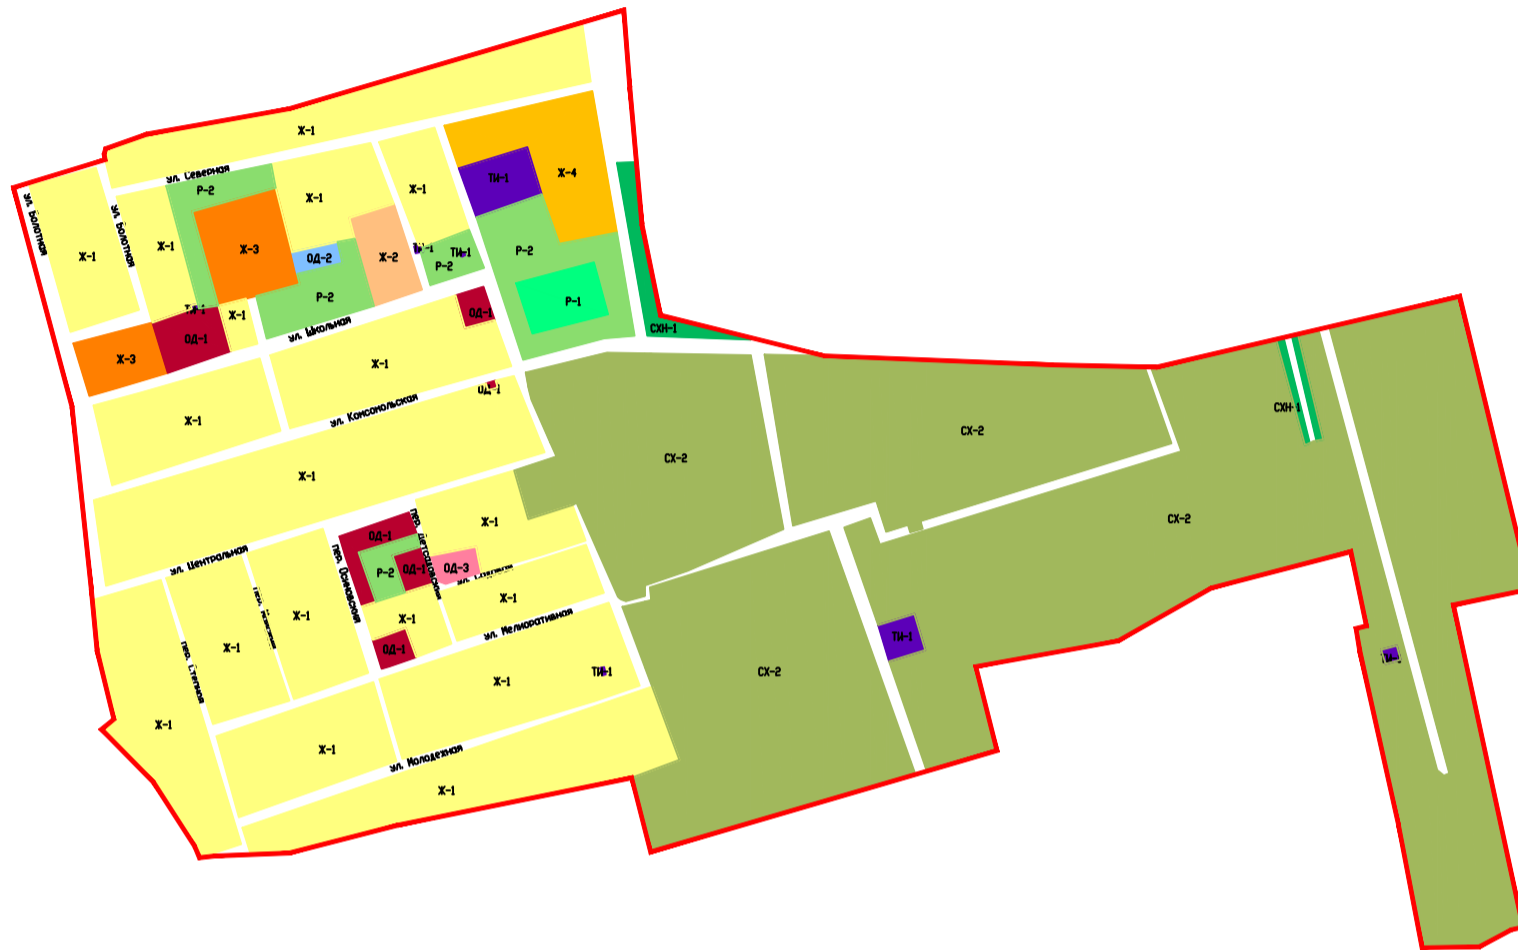 Ж-1
ул. Северная
Р-2
Ж-1
Ж-1
ТИ-1
Ж-4
ул. Болотная
ул. Болотная
Ж-1
Ж-1
Ж-3
ОД-2
Ж-2
ТИ-1
Р-2
Р-2
Р-2
Р-1
Ж-1
ОД-1
ОД-1
СХН-1
ул. Школьная
Ж-3
Ж-1
ОД-1
ул. Комсомольская
Ж-1
СХН-1
СХ-2
СХ-2
Ж-1
СХ-2
Ж-1
ОД-1
пер. Детсадовский
ул. Центральная
пер. Осиновский
Р-2
ОД-1
ОД-3
Ж-1
Ж-1
Ж-1
Ж-1
ул. Мелиоративная
пер. Степной
ОД-1
ТИ-1
ТИ-1
Ж-1
СХ-2
Ж-1
Ж-1
ул. Молодежная
Ж-1